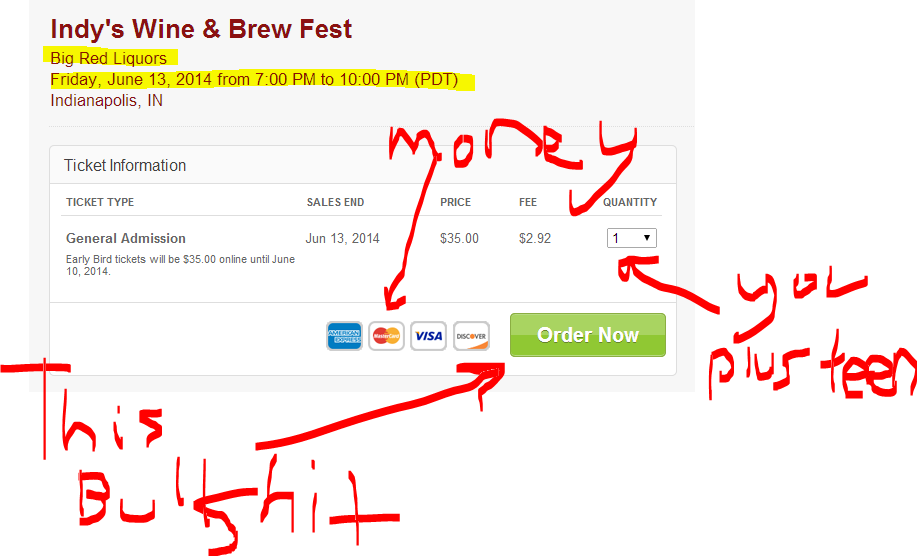 Indy's Wine & Brew Fest
Big Red Liquors
Friday, June 13, 2014 from 7:00 PM to 10:00 PM (PDT)
Indianapolis, IN
money
Ticket Information
TICKET TYPE SALES END PRICE FEE QUANTITY
General Admission Jun 13, 2014 $35.00 $2.92 1
Early Bird tickets will be $35.00 online until June
10, 2014.
you
plus teen
AMERICAN EXPRESS MasterCard VISA DISCOVER Order Now
This
Bullshit